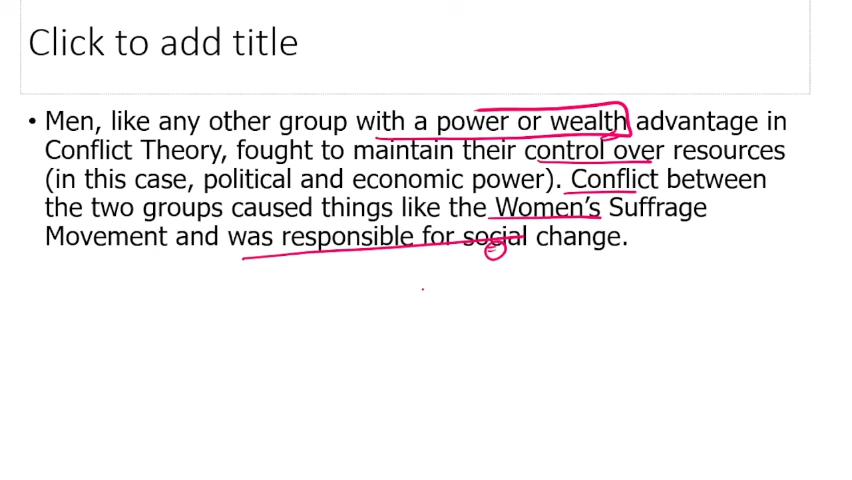 Click to add title
• Men, like any other group with a power or wealth advantage in
Conflict Theory, fought to maintain their control over resources
(in this case, political and economic power). Conflict between
the two groups caused things like the Women’s Suffrage
Movement and was responsible for social change.